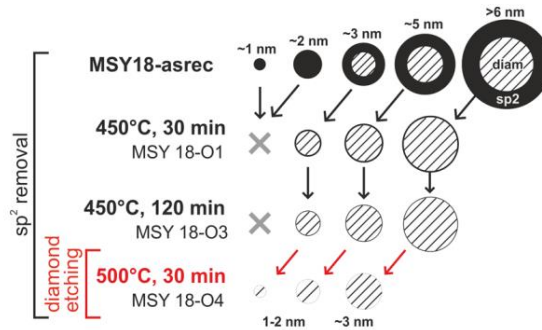 >6 nm
~5 nm
~3 nm
~2 nm
~1 nm
MSY18-asrec
diam
sp2
450°C, 30 min
MSY 18-O1
sp² removal
450°C, 120 min
MSY 18-O3
diamond
etching
500°C, 30 min
MSY 18-O4
1-2 nm
~3 nm